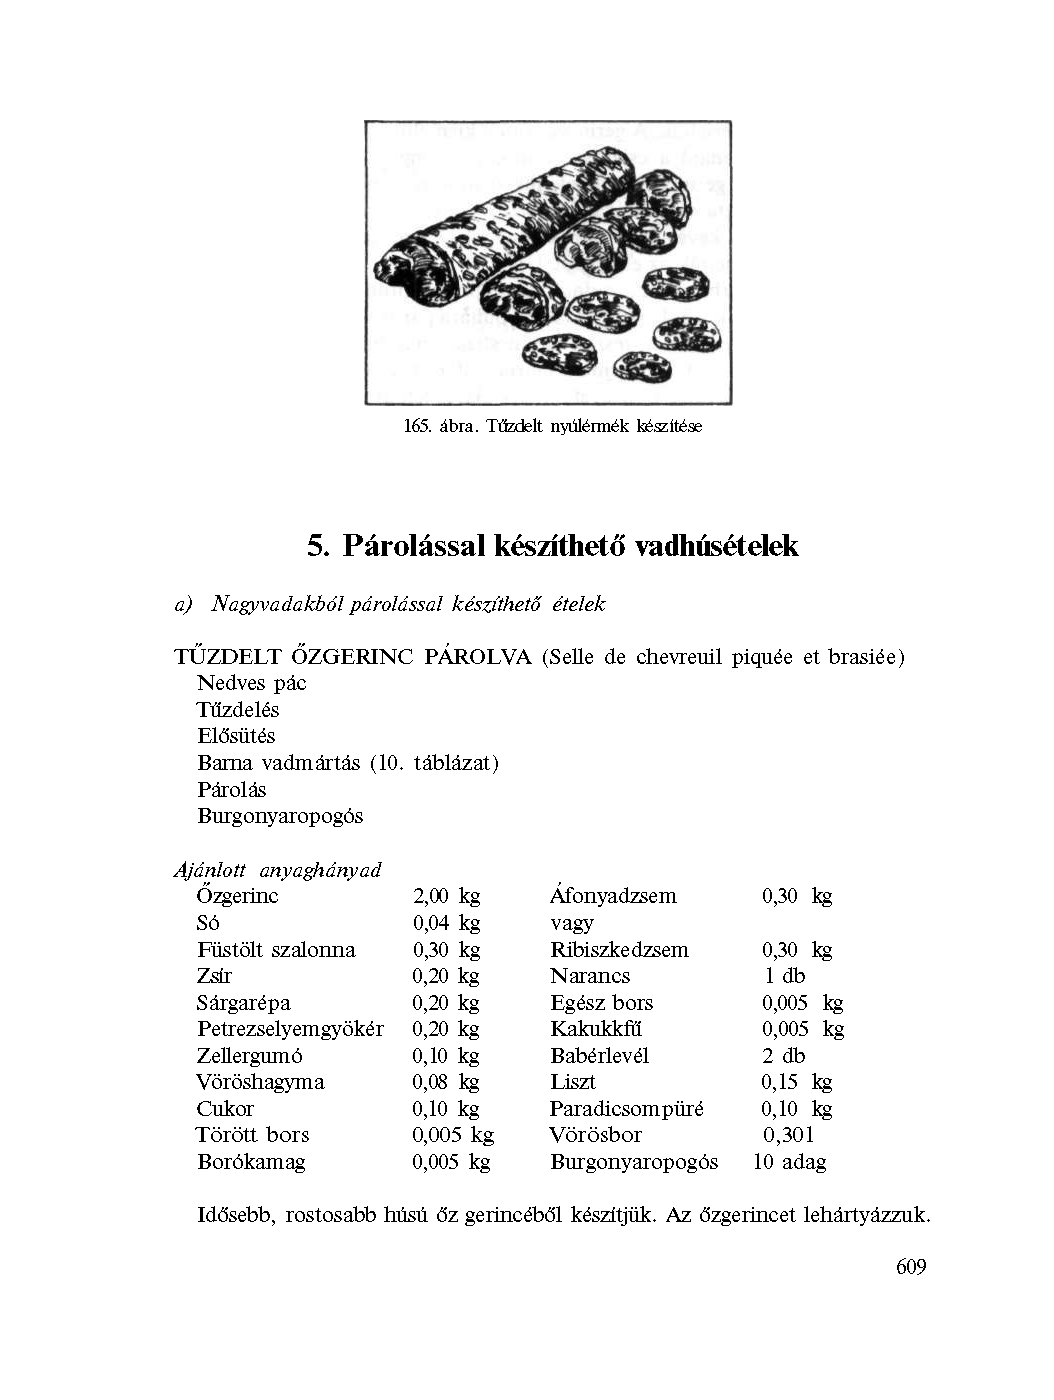 165. ábra. Tűzdelt nyúlérmék készítése
5. Párolással készíthető vadhúsételek
a) Nagyvadakból párolással készíthető ételek
TŰZDELT ŐZGERINC PÁROLVA (Selle de chevreuil piquée et brasiée)
Nedves pác
Tűzdelés
Elősütés
Barna vadmártás (10. táblázat)
Párolás
Burgonyaropogós
Ajánlott anyaghányad
Őzgerinc 2,00 kg Áfonyadzsem 0,30 kg
Só 0,04 kg vagy
Füstölt szalonna 0,30 kg Ribiszkedzsem 0,30 kg
Zsír 0,20 kg Narancs 1 db
Sárgarépa 0,20 kg Egész bors 0,005 kg
Petrezselyemgyökér 0,20 kg Kakukkfű 0,005 kg
Zellergumó 0,10 kg Babérlevél 2 db
Vöröshagyma 0,08 kg Liszt 0,15 kg
Cukor 0,10 kg Paradicsompüré 0,10 kg
Törött bors 0,005 kg Vörösbor 0,301
Borókamag 0,005 kg Burgonyaropogós 10 adag
Idősebb, rostosabb húsú őz gerincéből készítjük. Az őzgerincet lehártyázzuk.
609